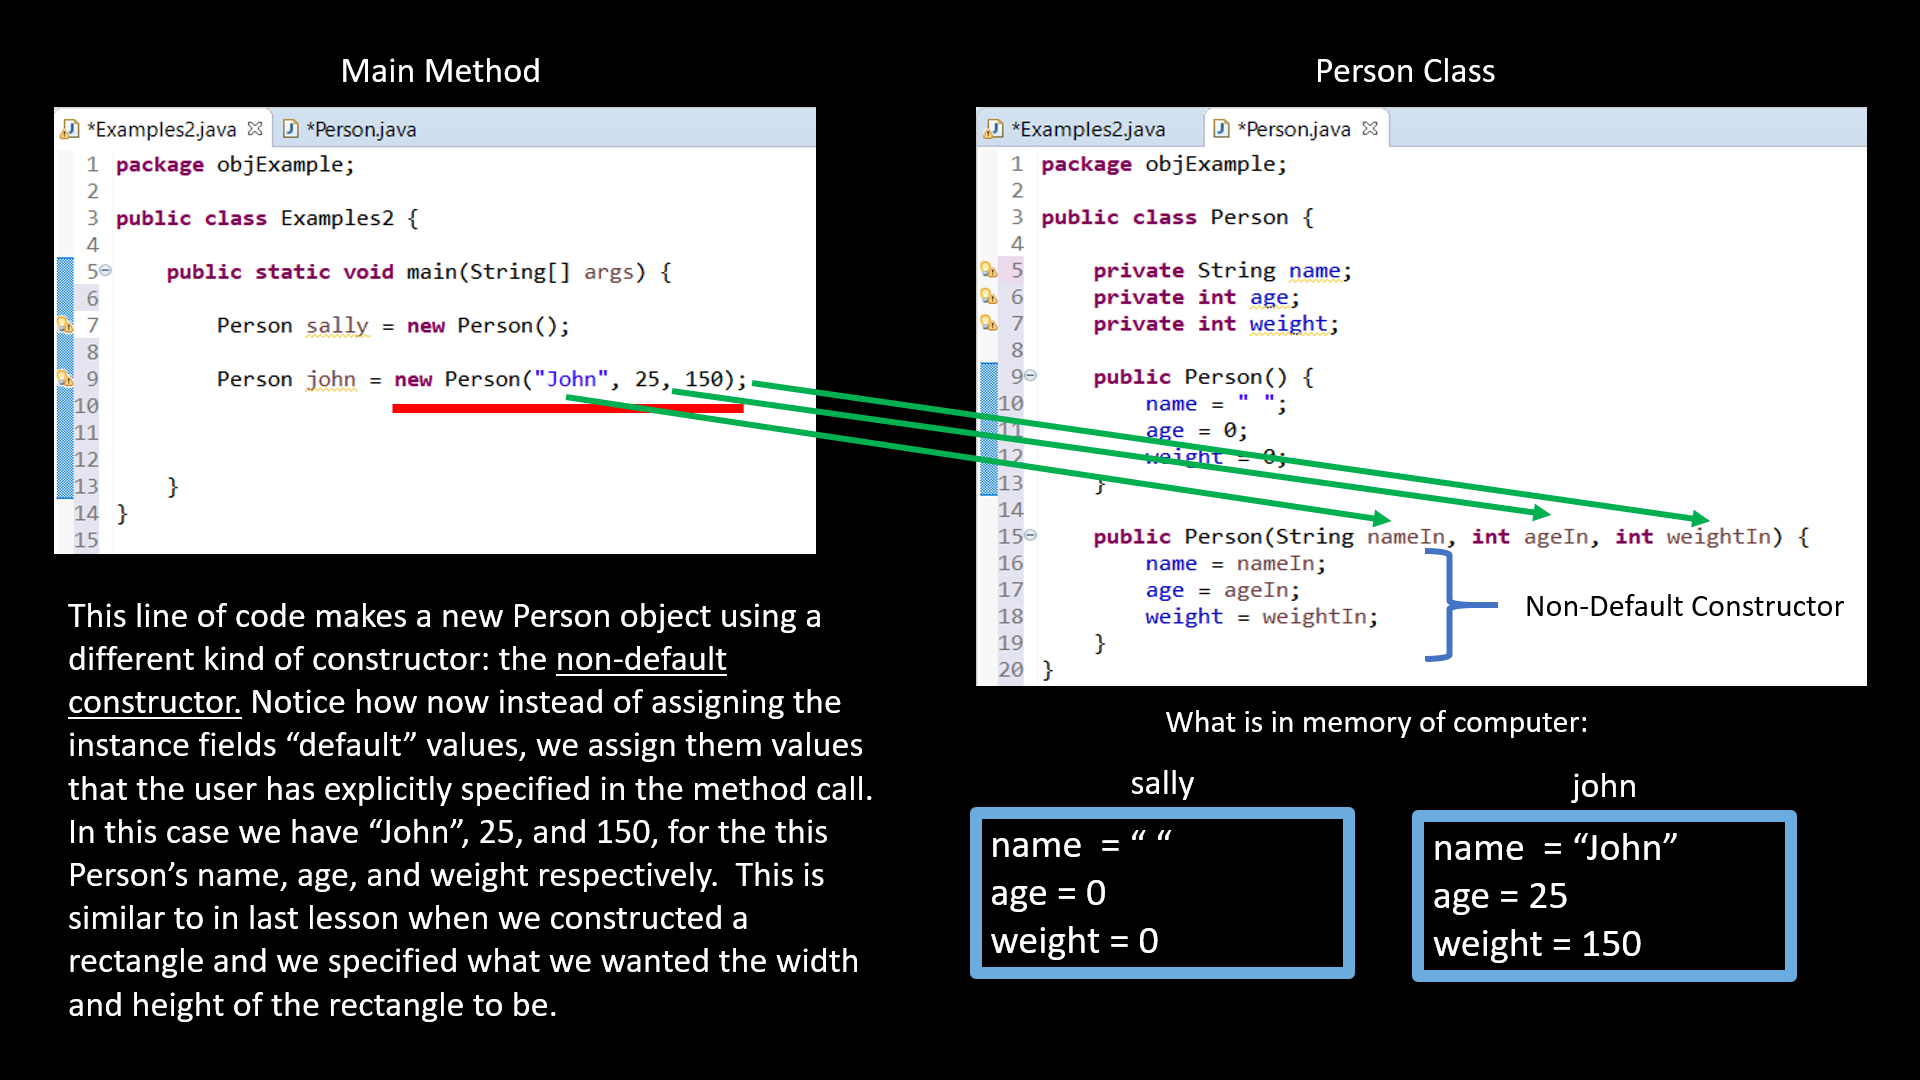 Main Method
*Examples2.java *Person.java
1 package objExample;
2
3 public class Examples2 {
4
5 public static void main(String[] args) {
6
7 Person sally = new Person();
8
9 Person john = new Person("John", 25, 150);
10
11
12
13 }
14 }
15
This line of code makes a new Person object using a
different kind of constructor: the non-default
constructor. Notice how now instead of assigning the
instance fields “default” values, we assign them values
that the user has explicitly specified in the method call.
In this case we have “John”, 25, and 150, for the this
Person’s name, age, and weight respectively.  This is
similar to in last lesson when we constructed a
rectangle and we specified what we wanted the width
and height of the rectangle to be.
Person Class
*Examples2.java *Person.java
1 package objExample;
2
3 public class Person {
4
5 private String name;
6 private int age;
7 private int weight;
8
9 public Person() {
10 name = " ";
11 age = 0;
12 weight = 0;
13 }
14
15 public Person(String nameIn, int ageIn, int weightIn) {
16 name = nameIn;
17 age = ageIn;
18 weight = weightIn;
19 }
20 }
Non-Default Constructor
What is in memory of computer:
sally
name  = “ “
age = 0
weight = 0
john
name  = “John”
age = 25
weight = 150